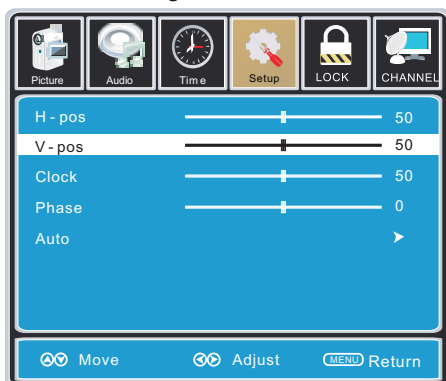 Picture Audio Time Setup LOCK CHANNEL
H - pos 50
V - pos 50
Clock 50
Phase 0
Auto
Move Adjust MENU Return